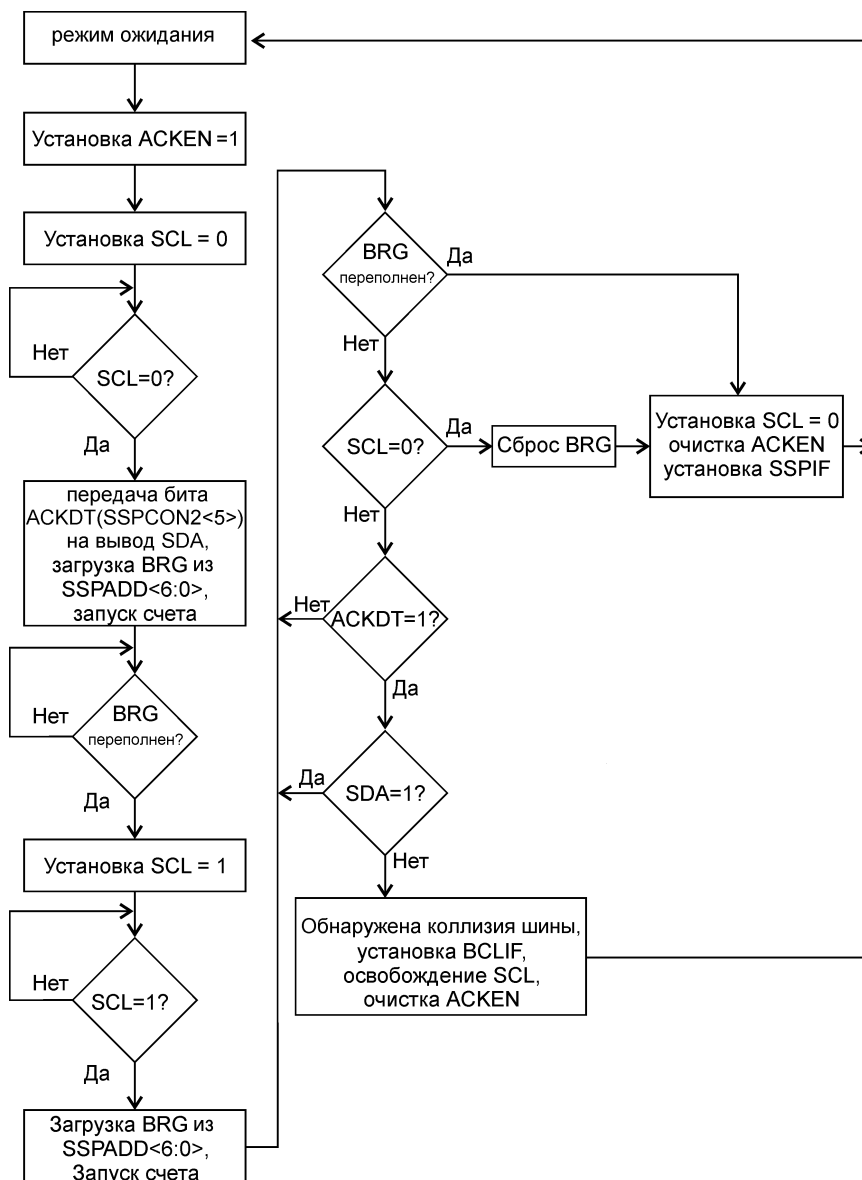 режим ожидания
Установка ACKEN =1
Установка SCL = 0
Нет
SCL=0?
Да
передача бита
ACKDT(SSPCON2<5>)
на вывод SDA,
загрузка BRG из
SSPADD<6:0>,
запуск счета
Нет
BRG
переполнен?
Да
Установка SCL = 1
Нет
SCL=1?
Да
Загрузка BRG из
SSPADD<6:0>,
Запуск счета
BRG
переполнен?
Да
Нет
SCL=0?
Да
Сброс BRG
Установка SCL = 0
очистка ACKEN
установка SSPIF
Нет
Нет
ACKDT=1?
Да
Да
SDA=1?
Нет
Обнаружена коллизия шины,
установка BCLIF,
освобождение SCL,
очистка ACKEN